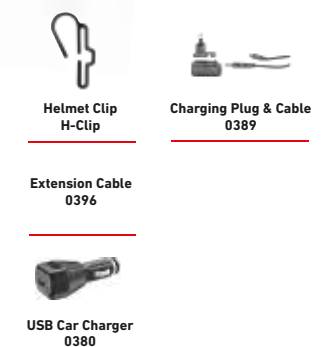 Helmet Clip
H-Clip
Charging Plug & Cable
0389
Extension Cable
0396
USB Car Charger
0380